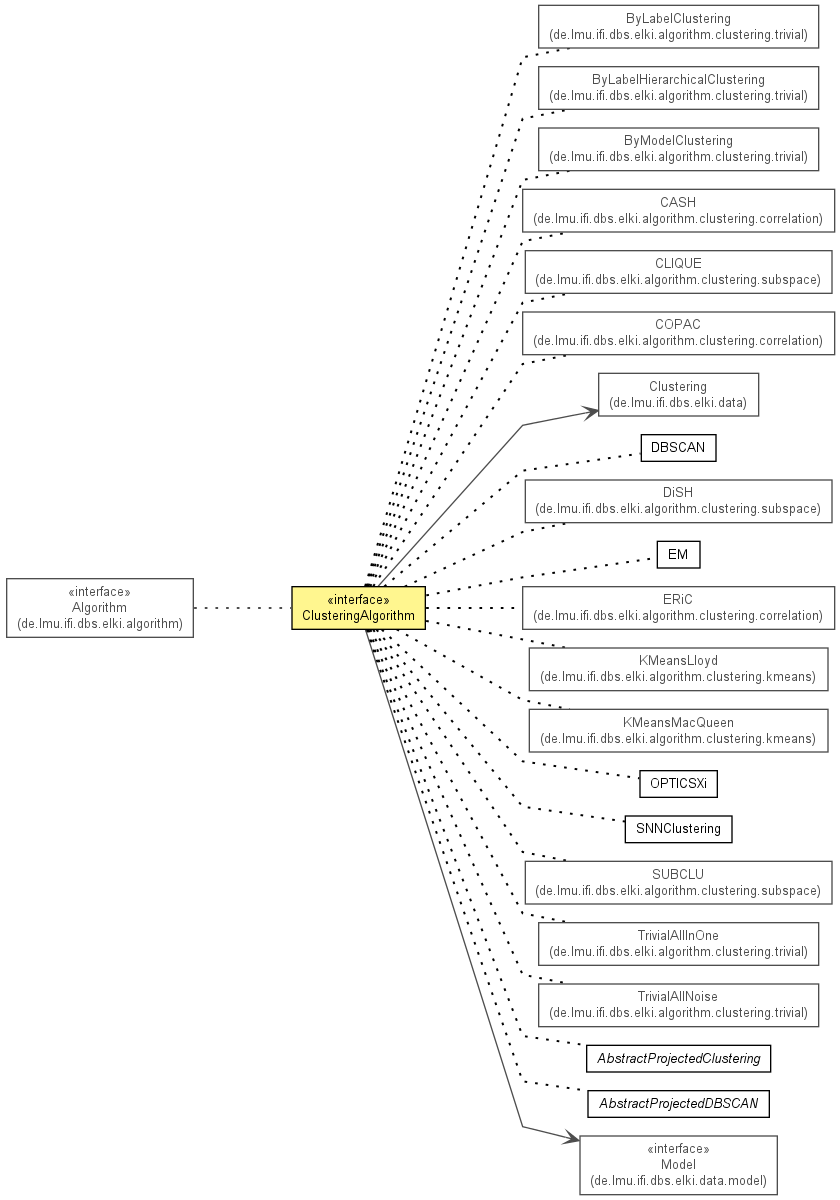 ByLabelClustering
(de.lmu.ifi.dbs.elki.algorithm.clustering.trivial)
ByLabelHierarchicalClustering
(de.lmu.ifi.dbs.elki.algorithm.clustering.trivial)
ByModelClustering
(de.lmu.ifi.dbs.elki.algorithm.clustering.trivial)
CASH
(de.lmu.ifi.dbs.elki.algorithm.clustering.correlation)
CLIQUE
(de.lmu.ifi.dbs.elki.algorithm.clustering.subspace)
COPAC
(de.lmu.ifi.dbs.elki.algorithm.clustering.correlation)
Clustering
(de.lmu.ifi.dbs.elki.data)
DBSCAN
DiSH
(de.lmu.ifi.dbs.elki.algorithm.clustering.subspace)
EM
«interface»
Algorithm
(de.lmu.ifi.dbs.elki.algorithm)
«interface»
ClusteringAlgorithm
ERiC
(de.lmu.ifi.dbs.elki.algorithm.clustering.correlation)
KMeansLloyd
(de.lmu.ifi.dbs.elki.algorithm.clustering.kmeans)
KMeansMacQueen
(de.lmu.ifi.dbs.elki.algorithm.clustering.kmeans)
OPTICSXi
SNNClustering
SUBCLU
(de.lmu.ifi.dbs.elki.algorithm.clustering.subspace)
TrivialAllInOne
(de.lmu.ifi.dbs.elki.algorithm.clustering.trivial)
TrivialAllNoise
(de.lmu.ifi.dbs.elki.algorithm.clustering.trivial)
AbstractProjectedClustering
AbstractProjectedDBSCAN
«interface»
Model
(de.lmu.ifi.dbs.elki.data.model)